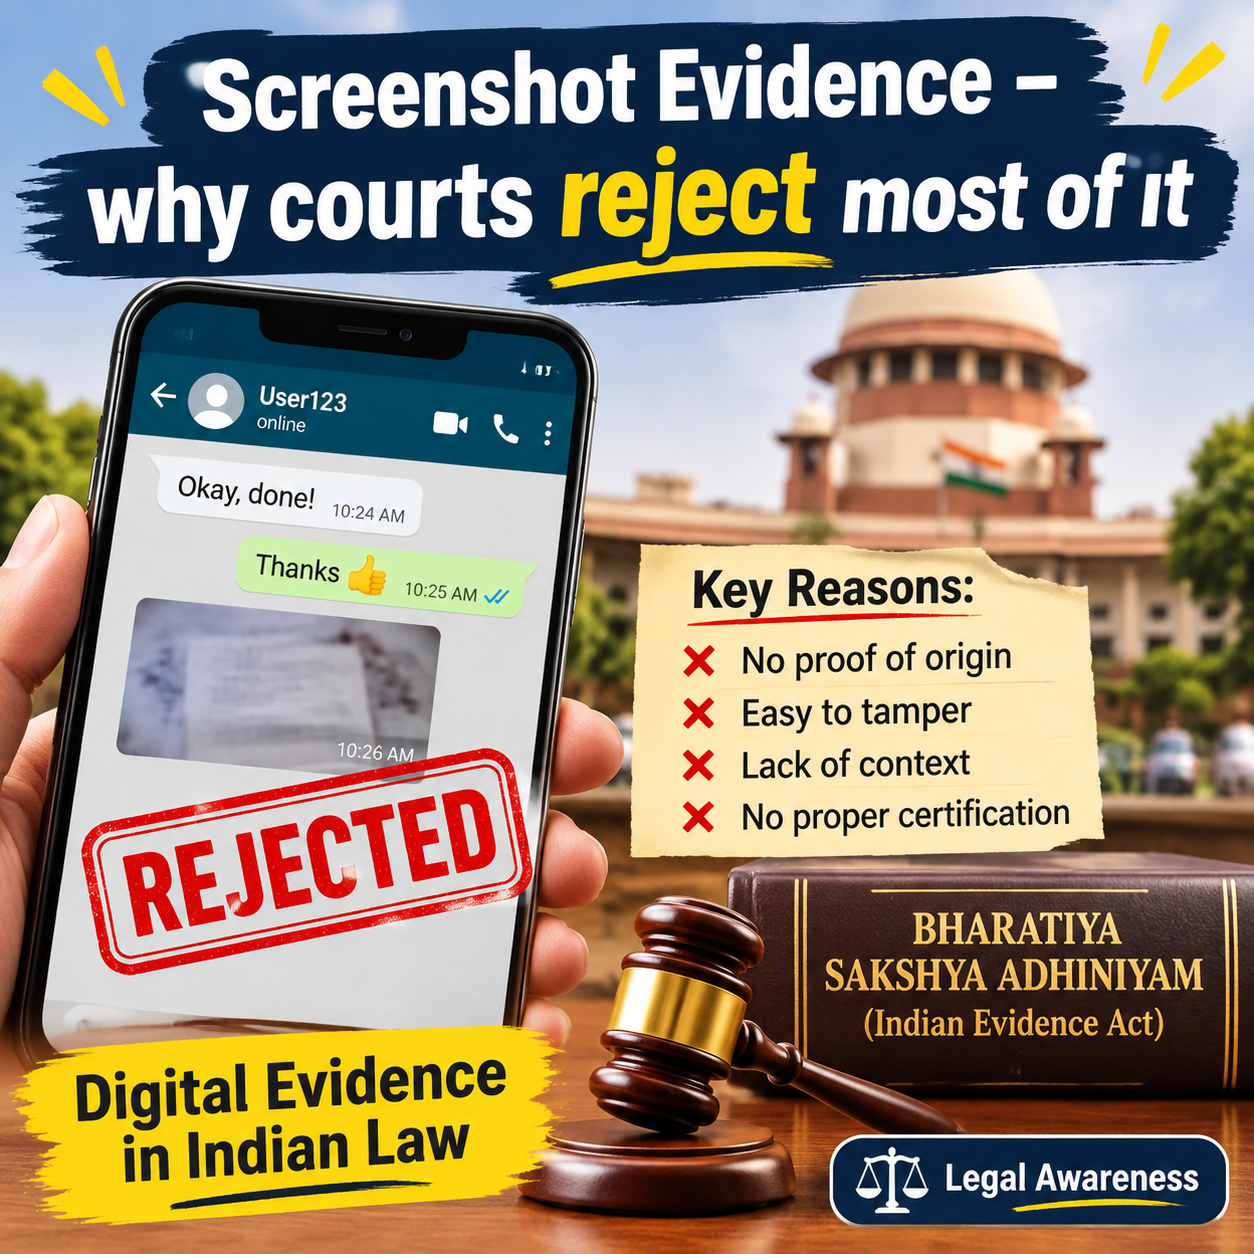 Screenshot Evidence –
why courts reject most of it
User123
online
Okay, done! 10:24 AM
Thanks 👍 10:25 AM
10:26 AM
REJECTED
Key Reasons:
❌ No proof of origin
❌ Easy to tamper
❌ Lack of context
❌ No proper certification
BHARATIYA
SAKSHYA ADHINIYAM
(Indian Evidence Act)
Digital Evidence
in Indian Law
Legal Awareness